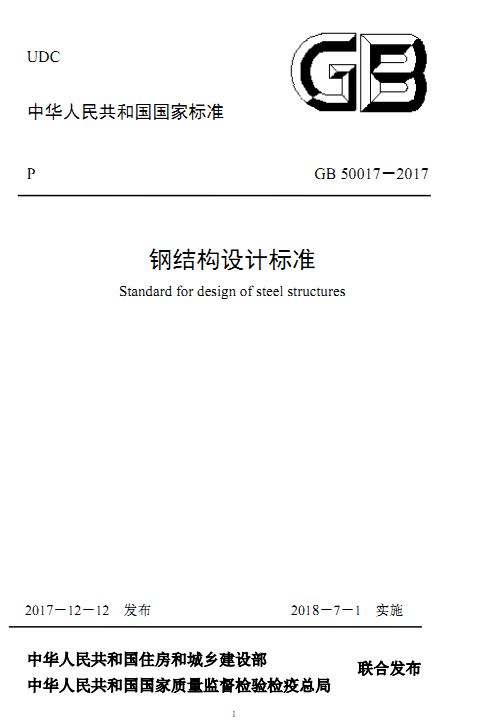 UDC
GB
中华人民共和国国家标准
P GB 50017－2017
钢结构设计标准
Standard for design of steel structures
2017－12－12 发布 2018－7－1 实施
中华人民共和国住房和城乡建设部
中华人民共和国国家质量监督检验检疫总局
联合发布
1